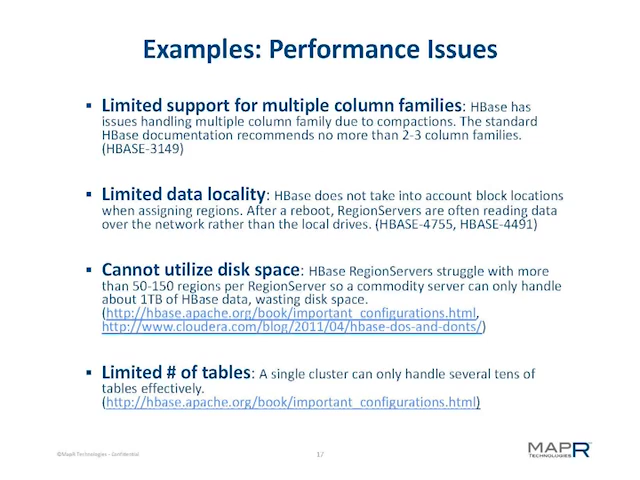 Examples: Performance Issues
▪ Limited support for multiple column families: HBase has
issues handling multiple column family due to compactions. The standard
HBase documentation recommends no more than 2-3 column families.
(HBASE-3149)
▪ Limited data locality: HBase does not take into account block locations
when assigning regions. After a reboot, RegionServers are often reading data
over the network rather than the local drives. (HBASE-4755, HBASE-4491)
▪ Cannot utilize disk space: HBase RegionServers struggle with more
than 50-150 regions per RegionServer so a commodity server can only handle
about 1TB of HBase data, wasting disk space.
(http://hbase.apache.org/book/important_configurations.html,
http://www.cloudera.com/blog/2011/04/hbase-dos-and-donts/)
▪ Limited # of tables: A single cluster can only handle several tens of
tables effectively.
(http://hbase.apache.org/book/important_configurations.html)
©MapR Technologies - Confidential
17
MAPR
TECHNOLOGIES